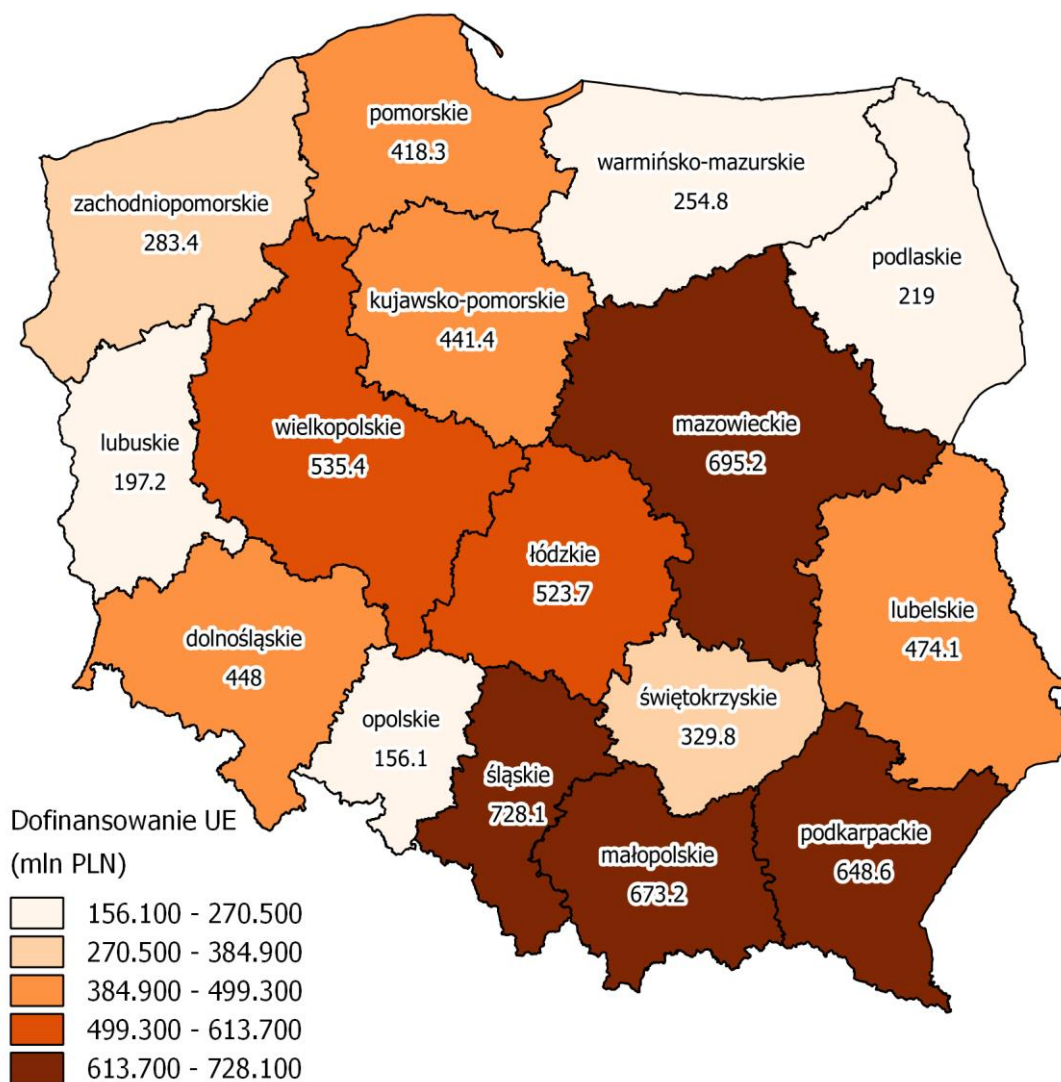 pomorskie
418.3
warmińsko-mazurskie
254.8
zachodniopomorskie
283.4
podlaskie
219
kujawsko-pomorskie
441.4
wielkopolskie
535.4
mazowieckie
695.2
lubuskie
197.2
łódzkie
523.7
lubelskie
474.1
dolnośląskie
448
świętokrzyskie
329.8
opolskie
156.1
śląskie
728.1
podkarpackie
648.6
małopolskie
673.2
Dofinansowanie UE
(mln PLN)
156.100 - 270.500
270.500 - 384.900
384.900 - 499.300
499.300 - 613.700
613.700 - 728.100